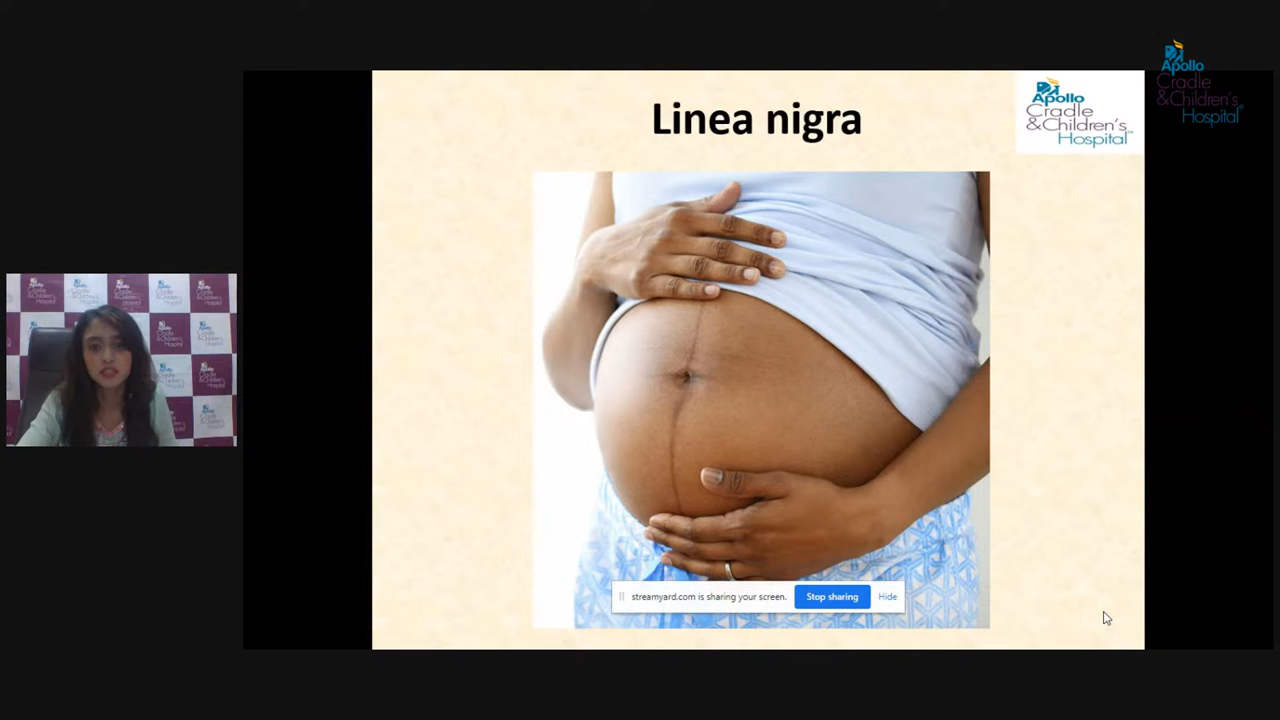 Linea nigra
Apollo
Cradle
&Children's
Hospital
Apollo
Cradle
&Children's
Hospital
streamyard.com is sharing your screen.
Stop sharing
Hide